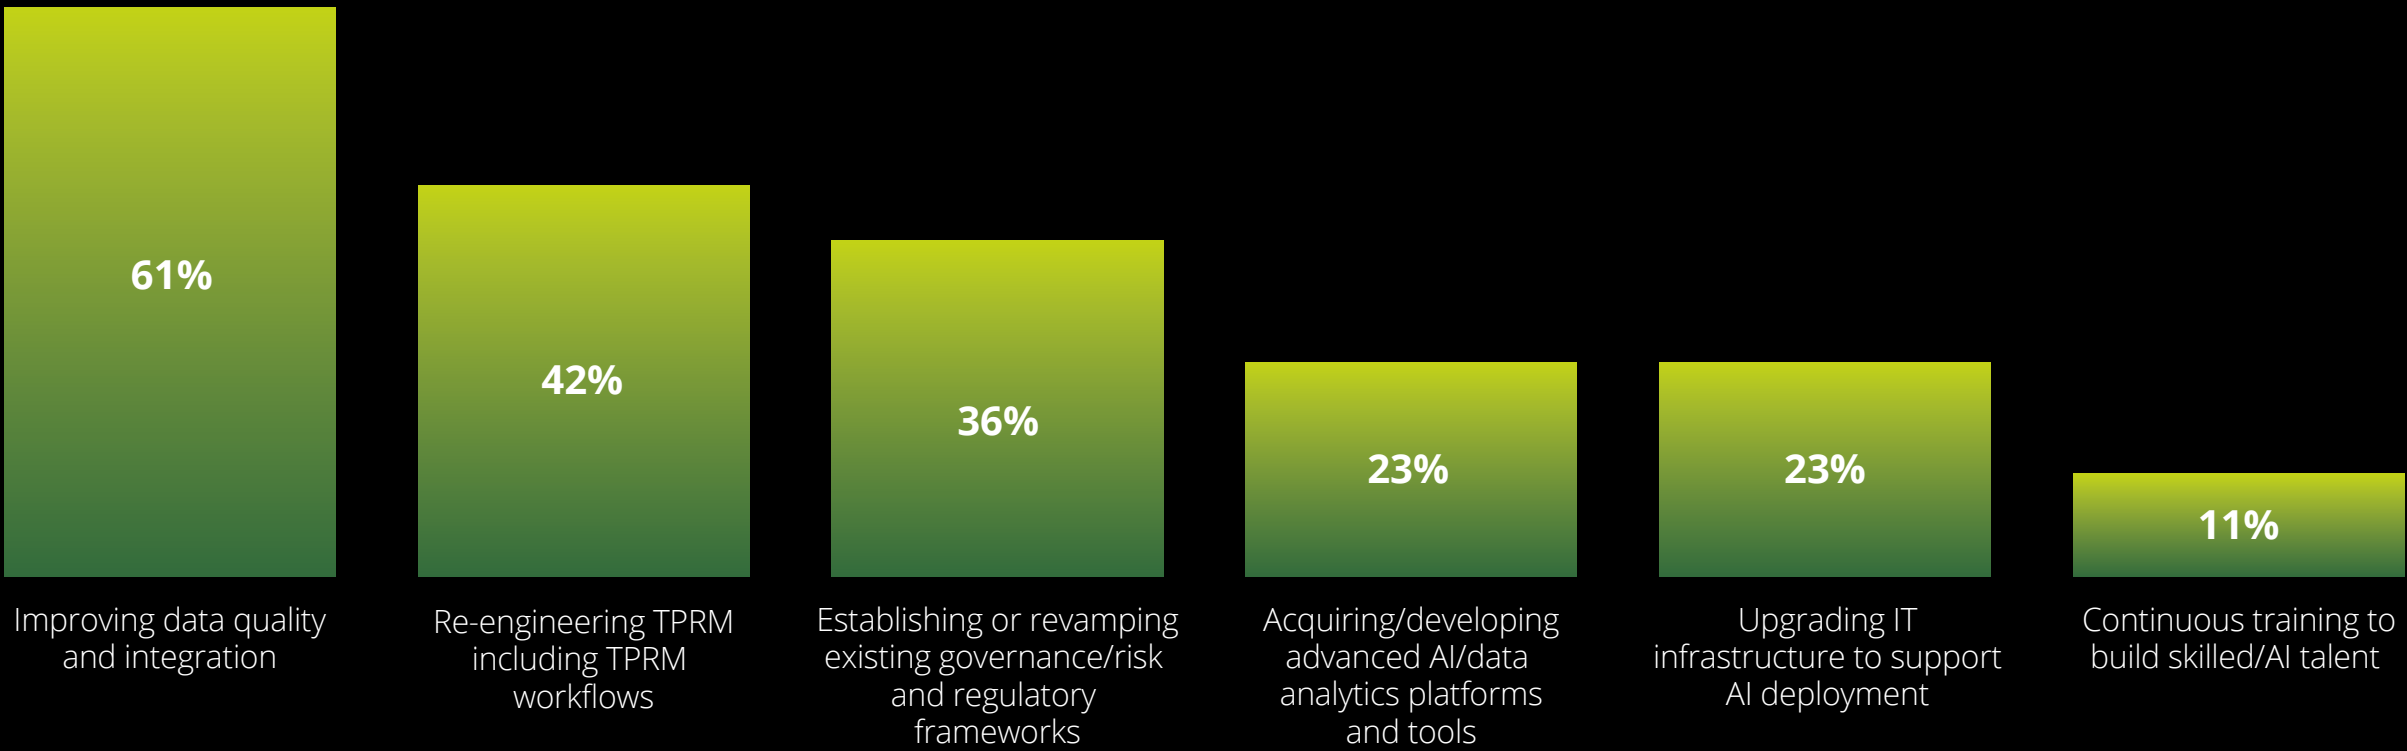 61%
42%
36%
23%
23%
11%
Improving data quality
and integration
Re-engineering TPRM
including TPRM
workflows
Establishing or revamping
existing governance/risk
and regulatory
frameworks
Acquiring/developing
advanced AI/data
analytics platforms
and tools
Upgrading IT
infrastructure to support
AI deployment
Continuous training to
build skilled/AI talent